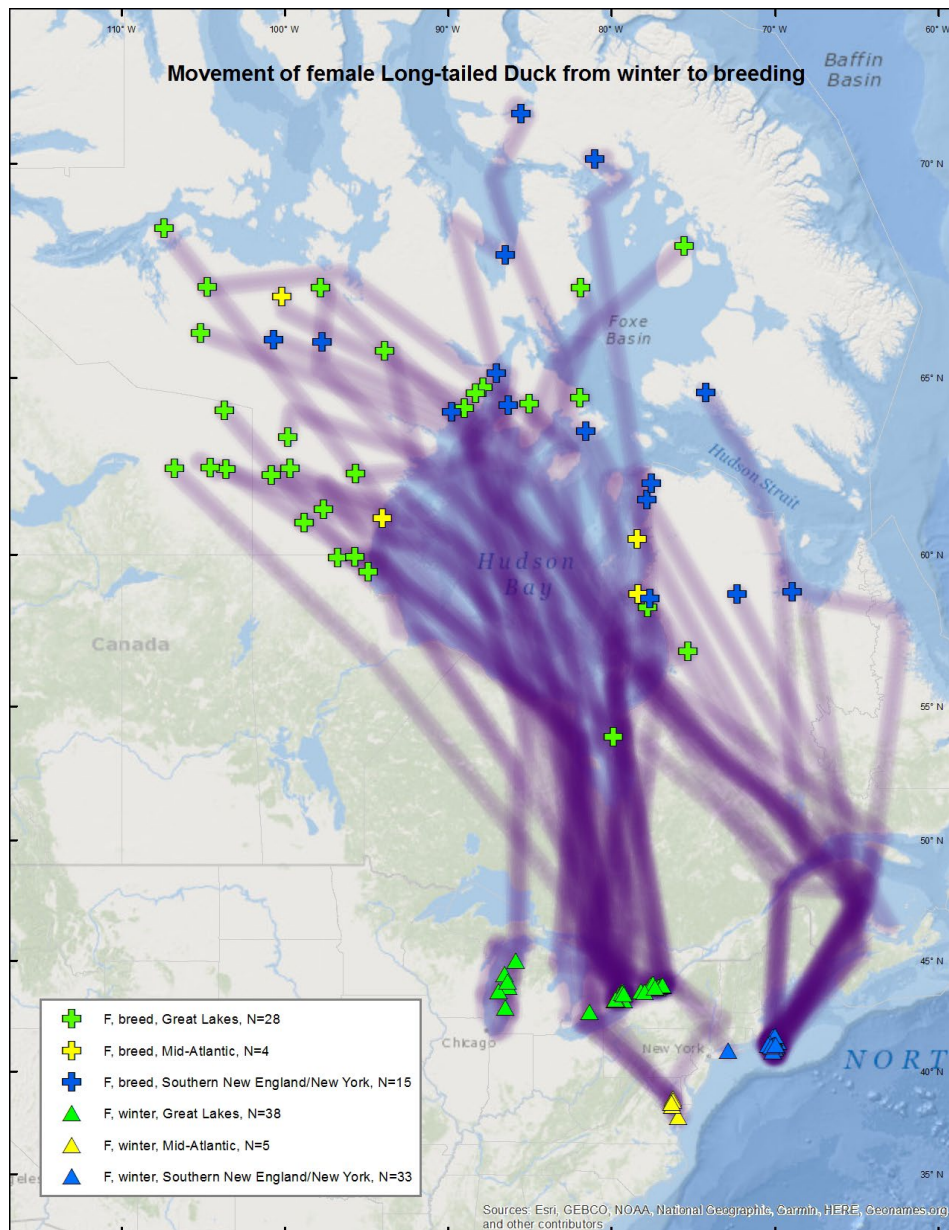 110° W 100° W 90° W 80° W 70° W 60° W
Movement of female Long-tailed Duck from winter to breeding
Baffin
Basin
70° N
Foxe
Basin
65° N
Hudson Strait
60° N
Hudson
Bay
Canada
55° N
50° N
45° N
Chicago
New York
NORT
40° N
35° N
F, breed, Great Lakes, N=28
F, breed, Mid-Atlantic, N=4
F, breed, Southern New England/New York, N=15
F, winter, Great Lakes, N=38
F, winter, Mid-Atlantic, N=5
F, winter, Southern New England/New York, N=33
Sources: Esri, GEBCO, NOAA, National Geographic, Garmin, HERE, Geonames.org
and other contributors